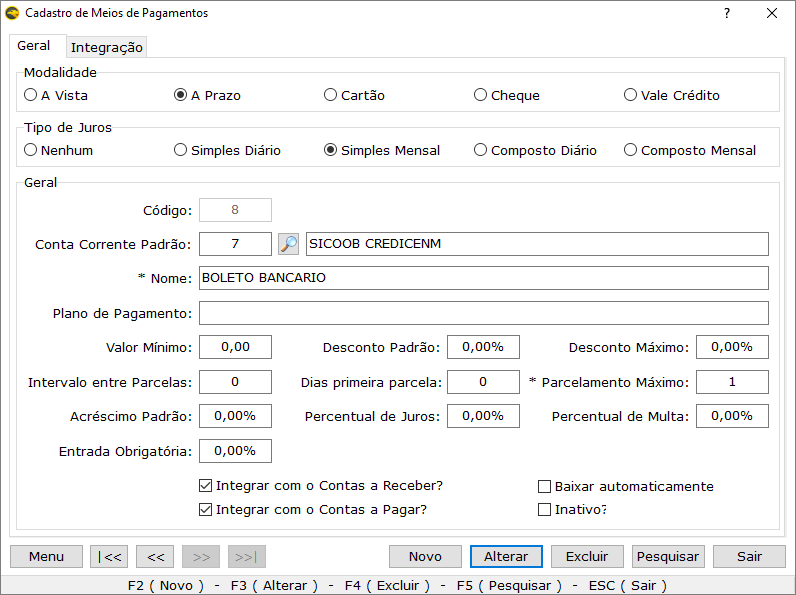 Cadastro de Meios de Pagamentos
?
Geral Integração
Modalidade
A Vista A Prazo Cartão Cheque Vale Crédito
Tipo de Juros
Nenhum Simples Diário Simples Mensal Composto Diário Composto Mensal
Geral
Código: 8
Conta Corrente Padrão: 7 SICOOB CREDICENM
* Nome: BOLETO BANCARIO
Plano de Pagamento:
Valor Mínimo: 0,00 Desconto Padrão: 0,00% Desconto Máximo: 0,00%
Intervalo entre Parcelas: 0 Dias primeira parcela: 0 * Parcelamento Máximo: 1
Acréscimo Padrão: 0,00% Percentual de Juros: 0,00% Percentual de Multa: 0,00%
Entrada Obrigatória: 0,00%
Integrar com o Contas a Receber? Baixar automaticamente
Integrar com o Contas a Pagar? Inativo?
Menu |<< << >> >>| Novo Alterar Excluir Pesquisar Sair
F2 ( Novo ) - F3 ( Alterar ) - F4 ( Excluir ) - F5 ( Pesquisar ) - ESC ( Sair )